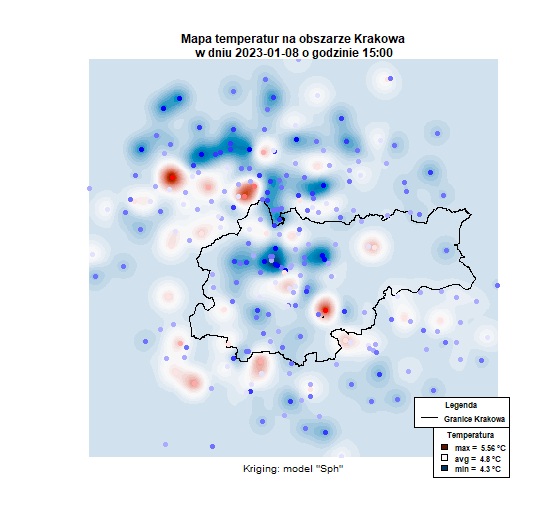 Mapa temperatur na obszarze Krakowa
w dniu 2023-01-08 o godzinie 15:00
Legenda
Granice Krakowa
Temperatura
max = 5.56 °C
avg = 4.8 °C
min = 4.3 °C
Kriging: model "Sph"